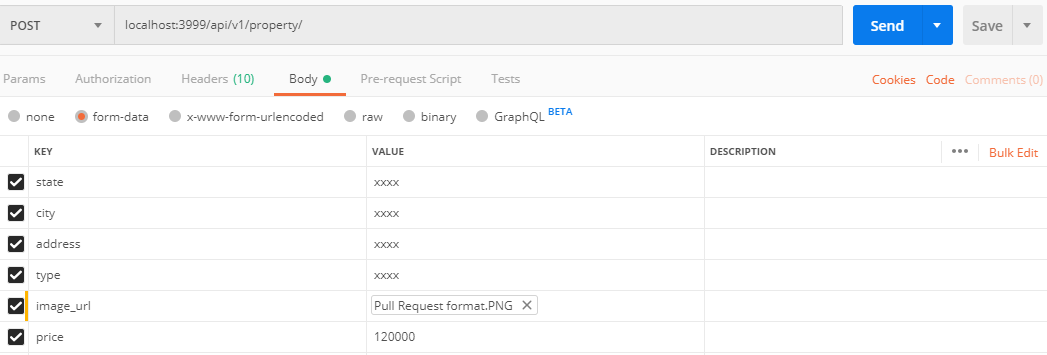 POST localhost:3999/api/v1/property/ Send Save
Params Authorization Headers (10) Body Pre-request Script Tests Cookies Code Comments (0)
none form-data x-www-form-urlencoded raw binary GraphQL BETA
KEY VALUE DESCRIPTION ••• Bulk Edit
state xxxx
city xxxx
address xxxx
type xxxx
image_url Pull Request format.PNG ✕
price 120000